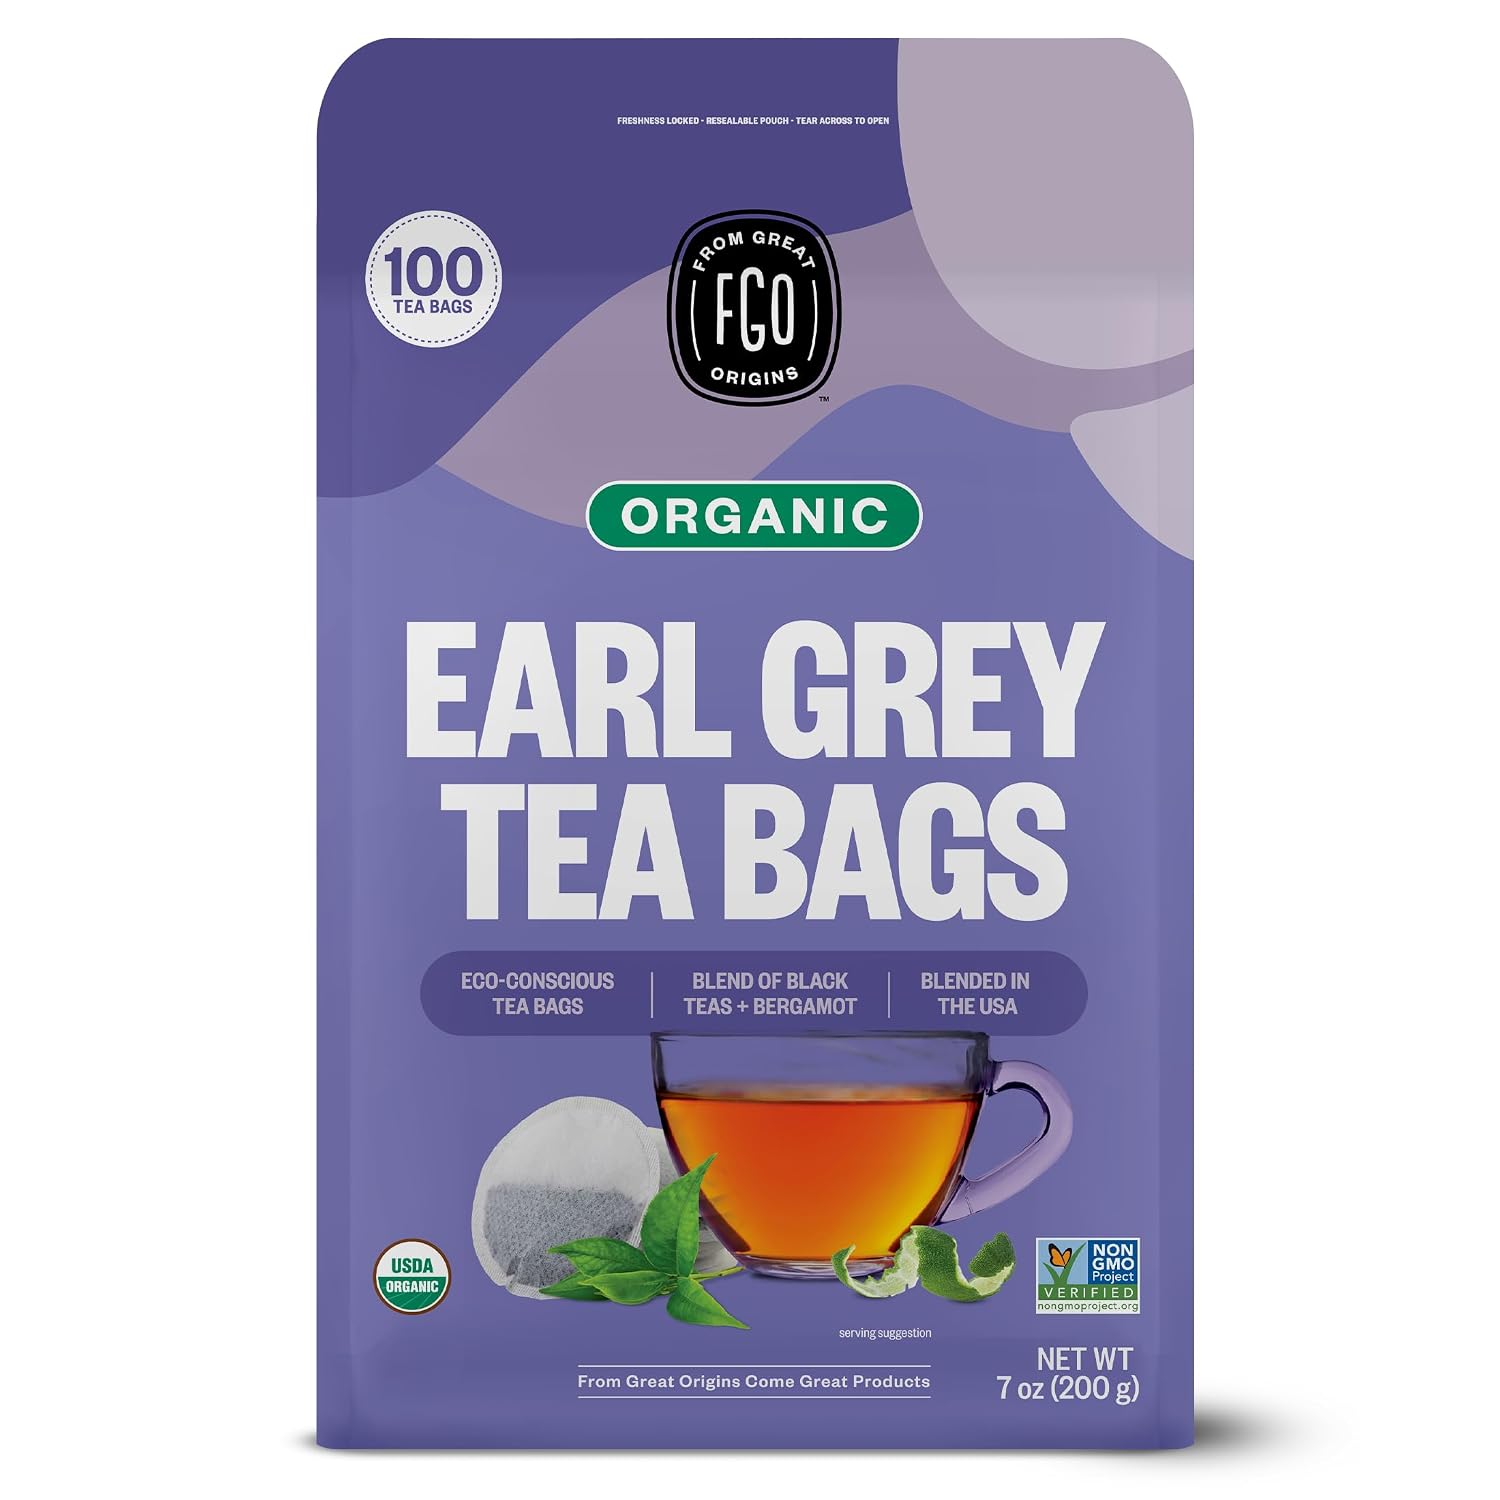 FRESHNESS LOCKED - RESEALABLE POUCH - TEAR ACROSS TO OPEN
100
TEA BAGS
FROM GREAT
FGO
ORIGINS
™
ORGANIC
EARL GREY
TEA BAGS
ECO-CONSCIOUS
TEA BAGS
BLEND OF BLACK
TEAS + BERGAMOT
BLENDED IN
THE USA
USDA
ORGANIC
NON
GMO
Project
VERIFIED
nongmoproject.org
serving suggestion
From Great Origins Come Great Products
NET WT
7 oz (200 g)